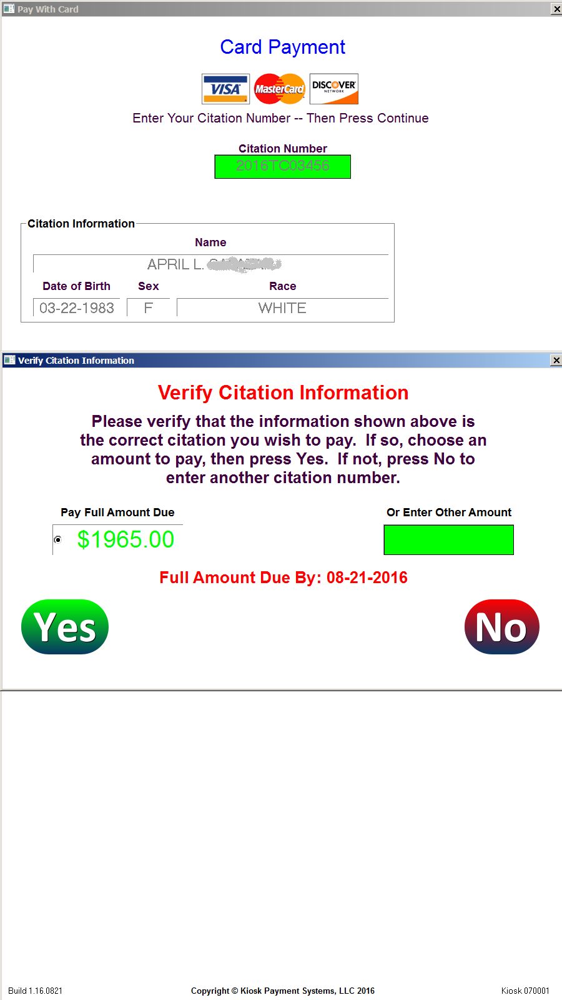 Pay With Card
Card Payment
VISA MasterCard DISCOVER
NETWORK
Enter Your Citation Number -- Then Press Continue
Citation Number
2016TC03456
Citation Information
Name
APRIL L.
Date of Birth Sex Race
03-22-1983 F WHITE
Verify Citation Information
Verify Citation Information
Please verify that the information shown above is
the correct citation you wish to pay. If so, choose an
amount to pay, then press Yes. If not, press No to
enter another citation number.
Pay Full Amount Due Or Enter Other Amount
$1965.00
Full Amount Due By: 08-21-2016
Yes No
Build 1.16.0821 Copyright © Kiosk Payment Systems, LLC 2016 Kiosk 070001